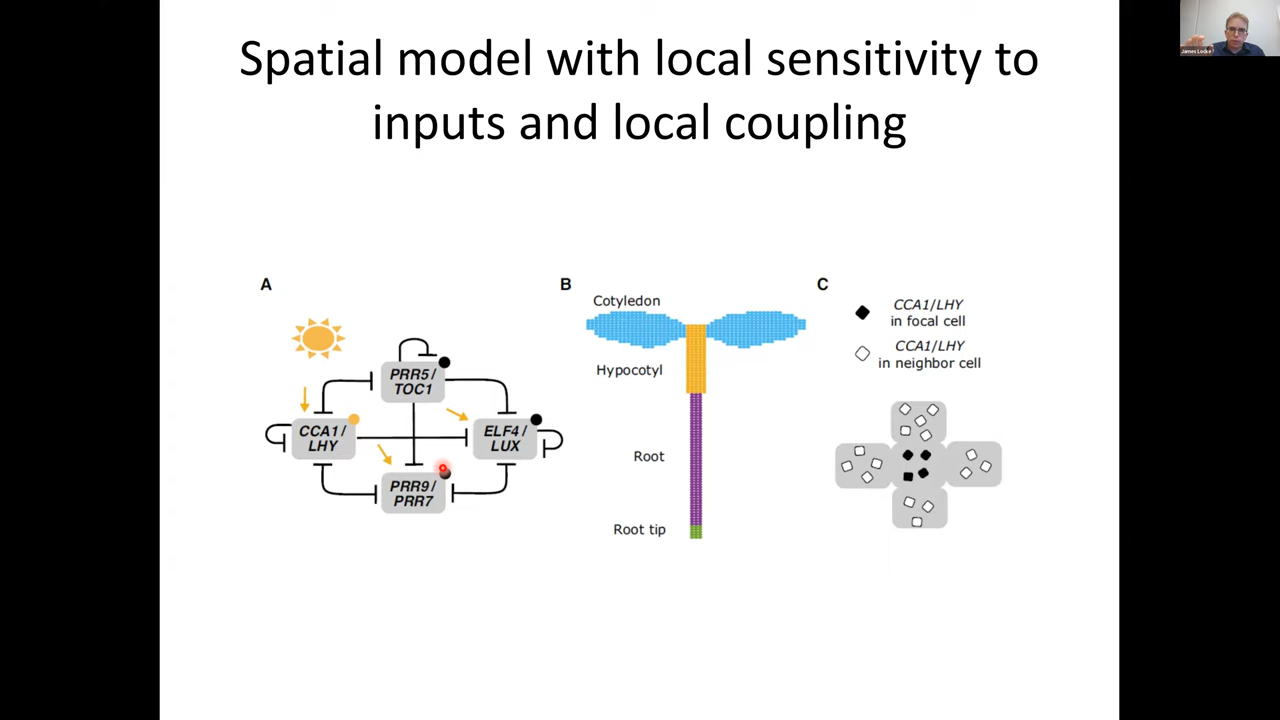 Spatial model with local sensitivity to
inputs and local coupling
James Locke
A
PRR5/
TOC1
CCA1/
LHY
ELF4/
LUX
PRR9/
PRR7
B
Cotyledon
Hypocotyl
Root
Root tip
C
CCA1/LHY
in focal cell
CCA1/LHY
in neighbor cell